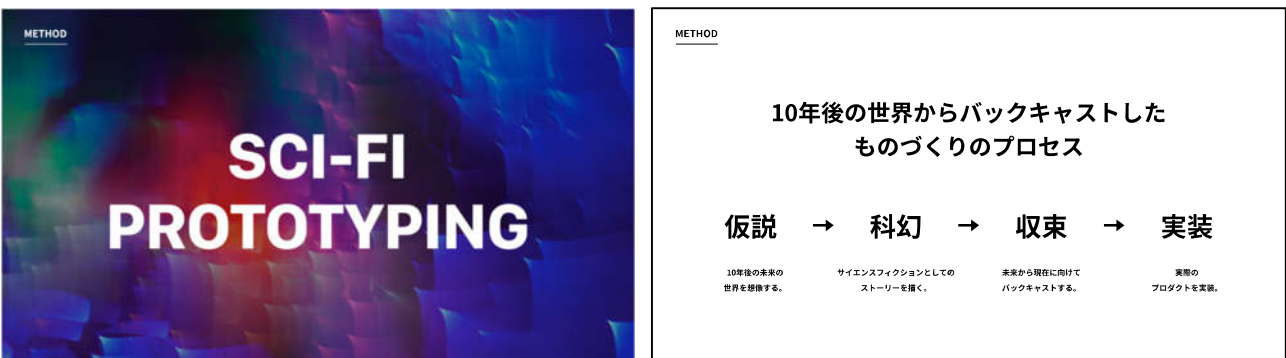 METHOD
SCI-FI
PROTOTYPING
METHOD
10年後の世界からバックキャストした
ものづくりのプロセス
仮説 → 科幻 → 収束 → 実装
10年後の未来の
世界を想像する。
サイエンスフィクションとしての
ストーリーを描く。
未来から現在に向けて
バックキャストする。
実際の
プロダクトを実装。